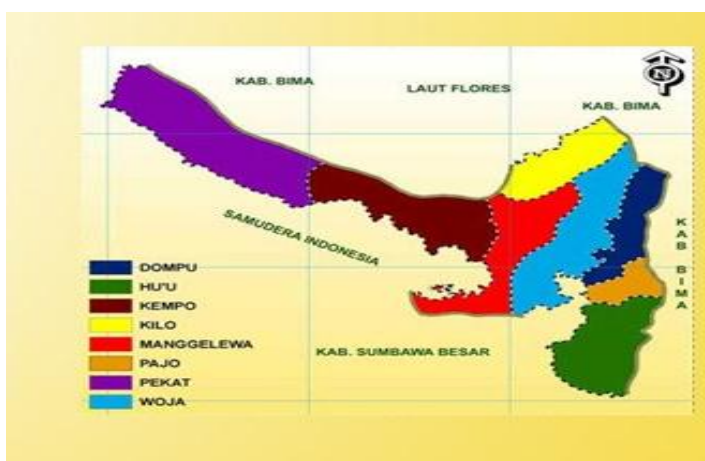 KAB. BIMA
LAUT FLORES
N
KAB. BIMA
SAMUDERA INDONESIA
KAB BIMA
KAB. SUMBAWA BESAR
DOMPU
HU'U
KEMPO
KILO
MANGGELEWA
PAJO
PEKAT
WOJA